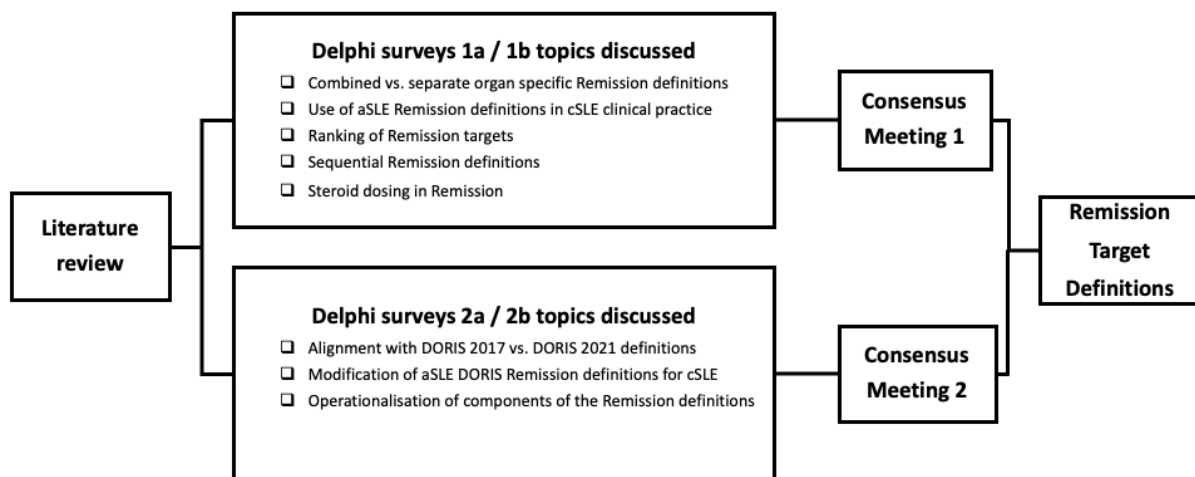 Literature
review
Delphi surveys 1a / 1b topics discussed
❑ Combined vs. separate organ specific Remission definitions
❑ Use of aSLE Remission definitions in cSLE clinical practice
❑ Ranking of Remission targets
❑ Sequential Remission definitions
❑ Steroid dosing in Remission
Consensus
Meeting 1
Delphi surveys 2a / 2b topics discussed
❑ Alignment with DORIS 2017 vs. DORIS 2021 definitions
❑ Modification of aSLE DORIS Remission definitions for cSLE
❑ Operationalisation of components of the Remission definitions
Consensus
Meeting 2
Remission
Target
Definitions